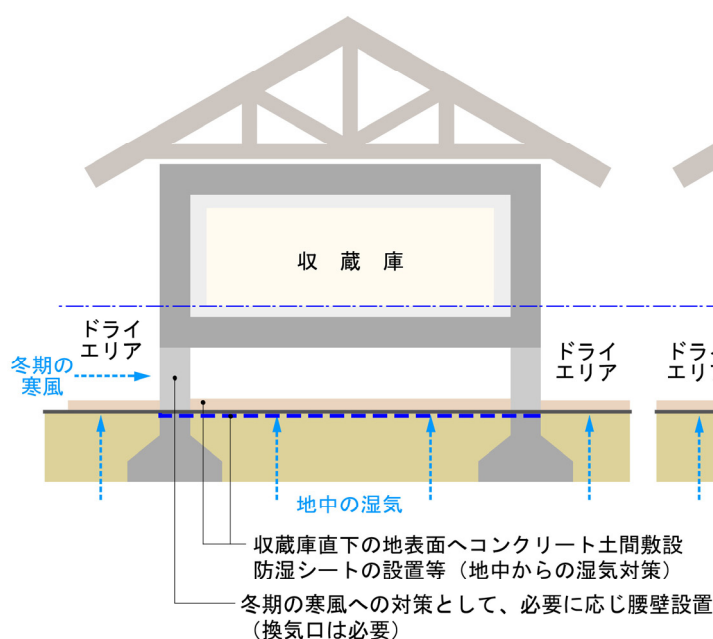 収 蔵 庫
ドライ
エリア
冬期の
寒風
ドライ
エリア
ドライ
エリア
地中の湿気
収蔵庫直下の地表面へコンクリート土間敷設
防湿シートの設置等（地中からの湿気対策）
冬期の寒風への対策として、必要に応じ腰壁設置
（換気口は必要）